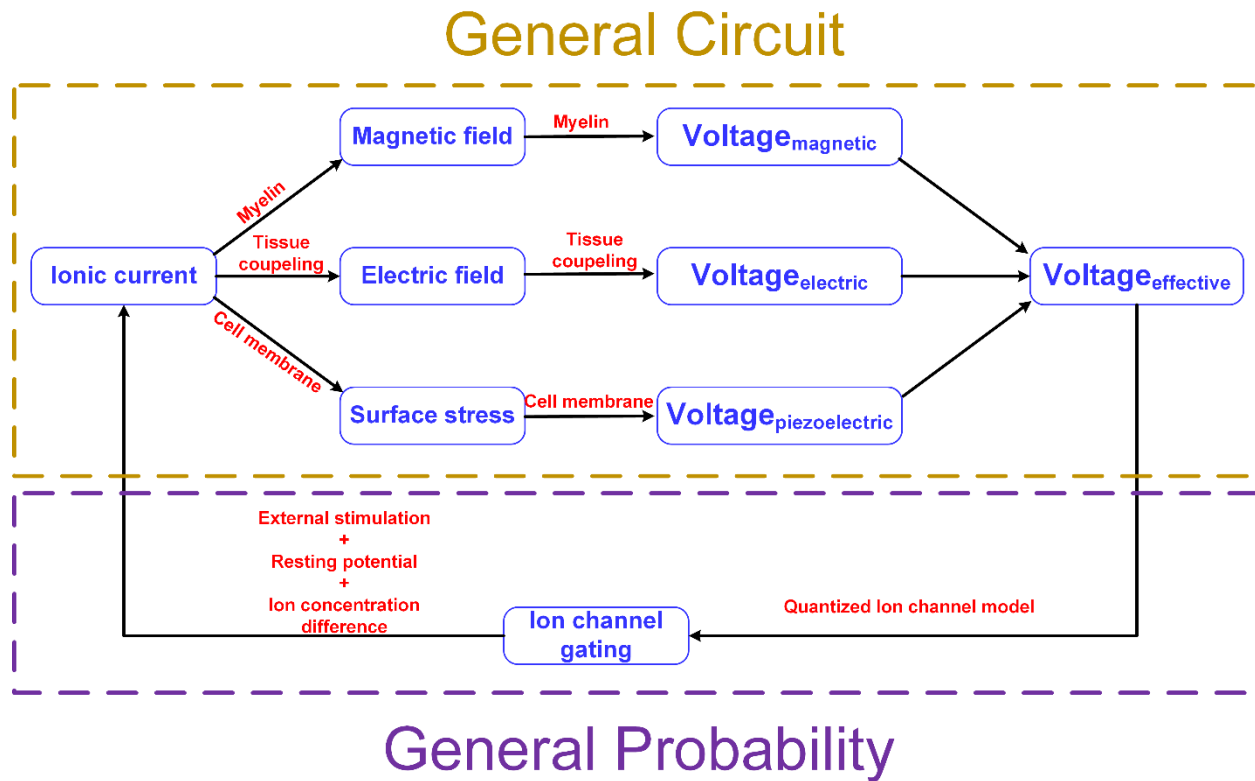 General Circuit
Magnetic field
Myelin
Voltagemagnetic
Myelin
Ionic current
Tissue
coupeling
Electric field
Tissue
coupeling
Voltageelectric
Voltageeffective
Cell membrane
Surface stress
Cell membrane
Voltagepiezoelectric
External stimulation
+
Resting potential
+
Ion concentration
difference
Ion channel
gating
Quantized Ion channel model
General Probability